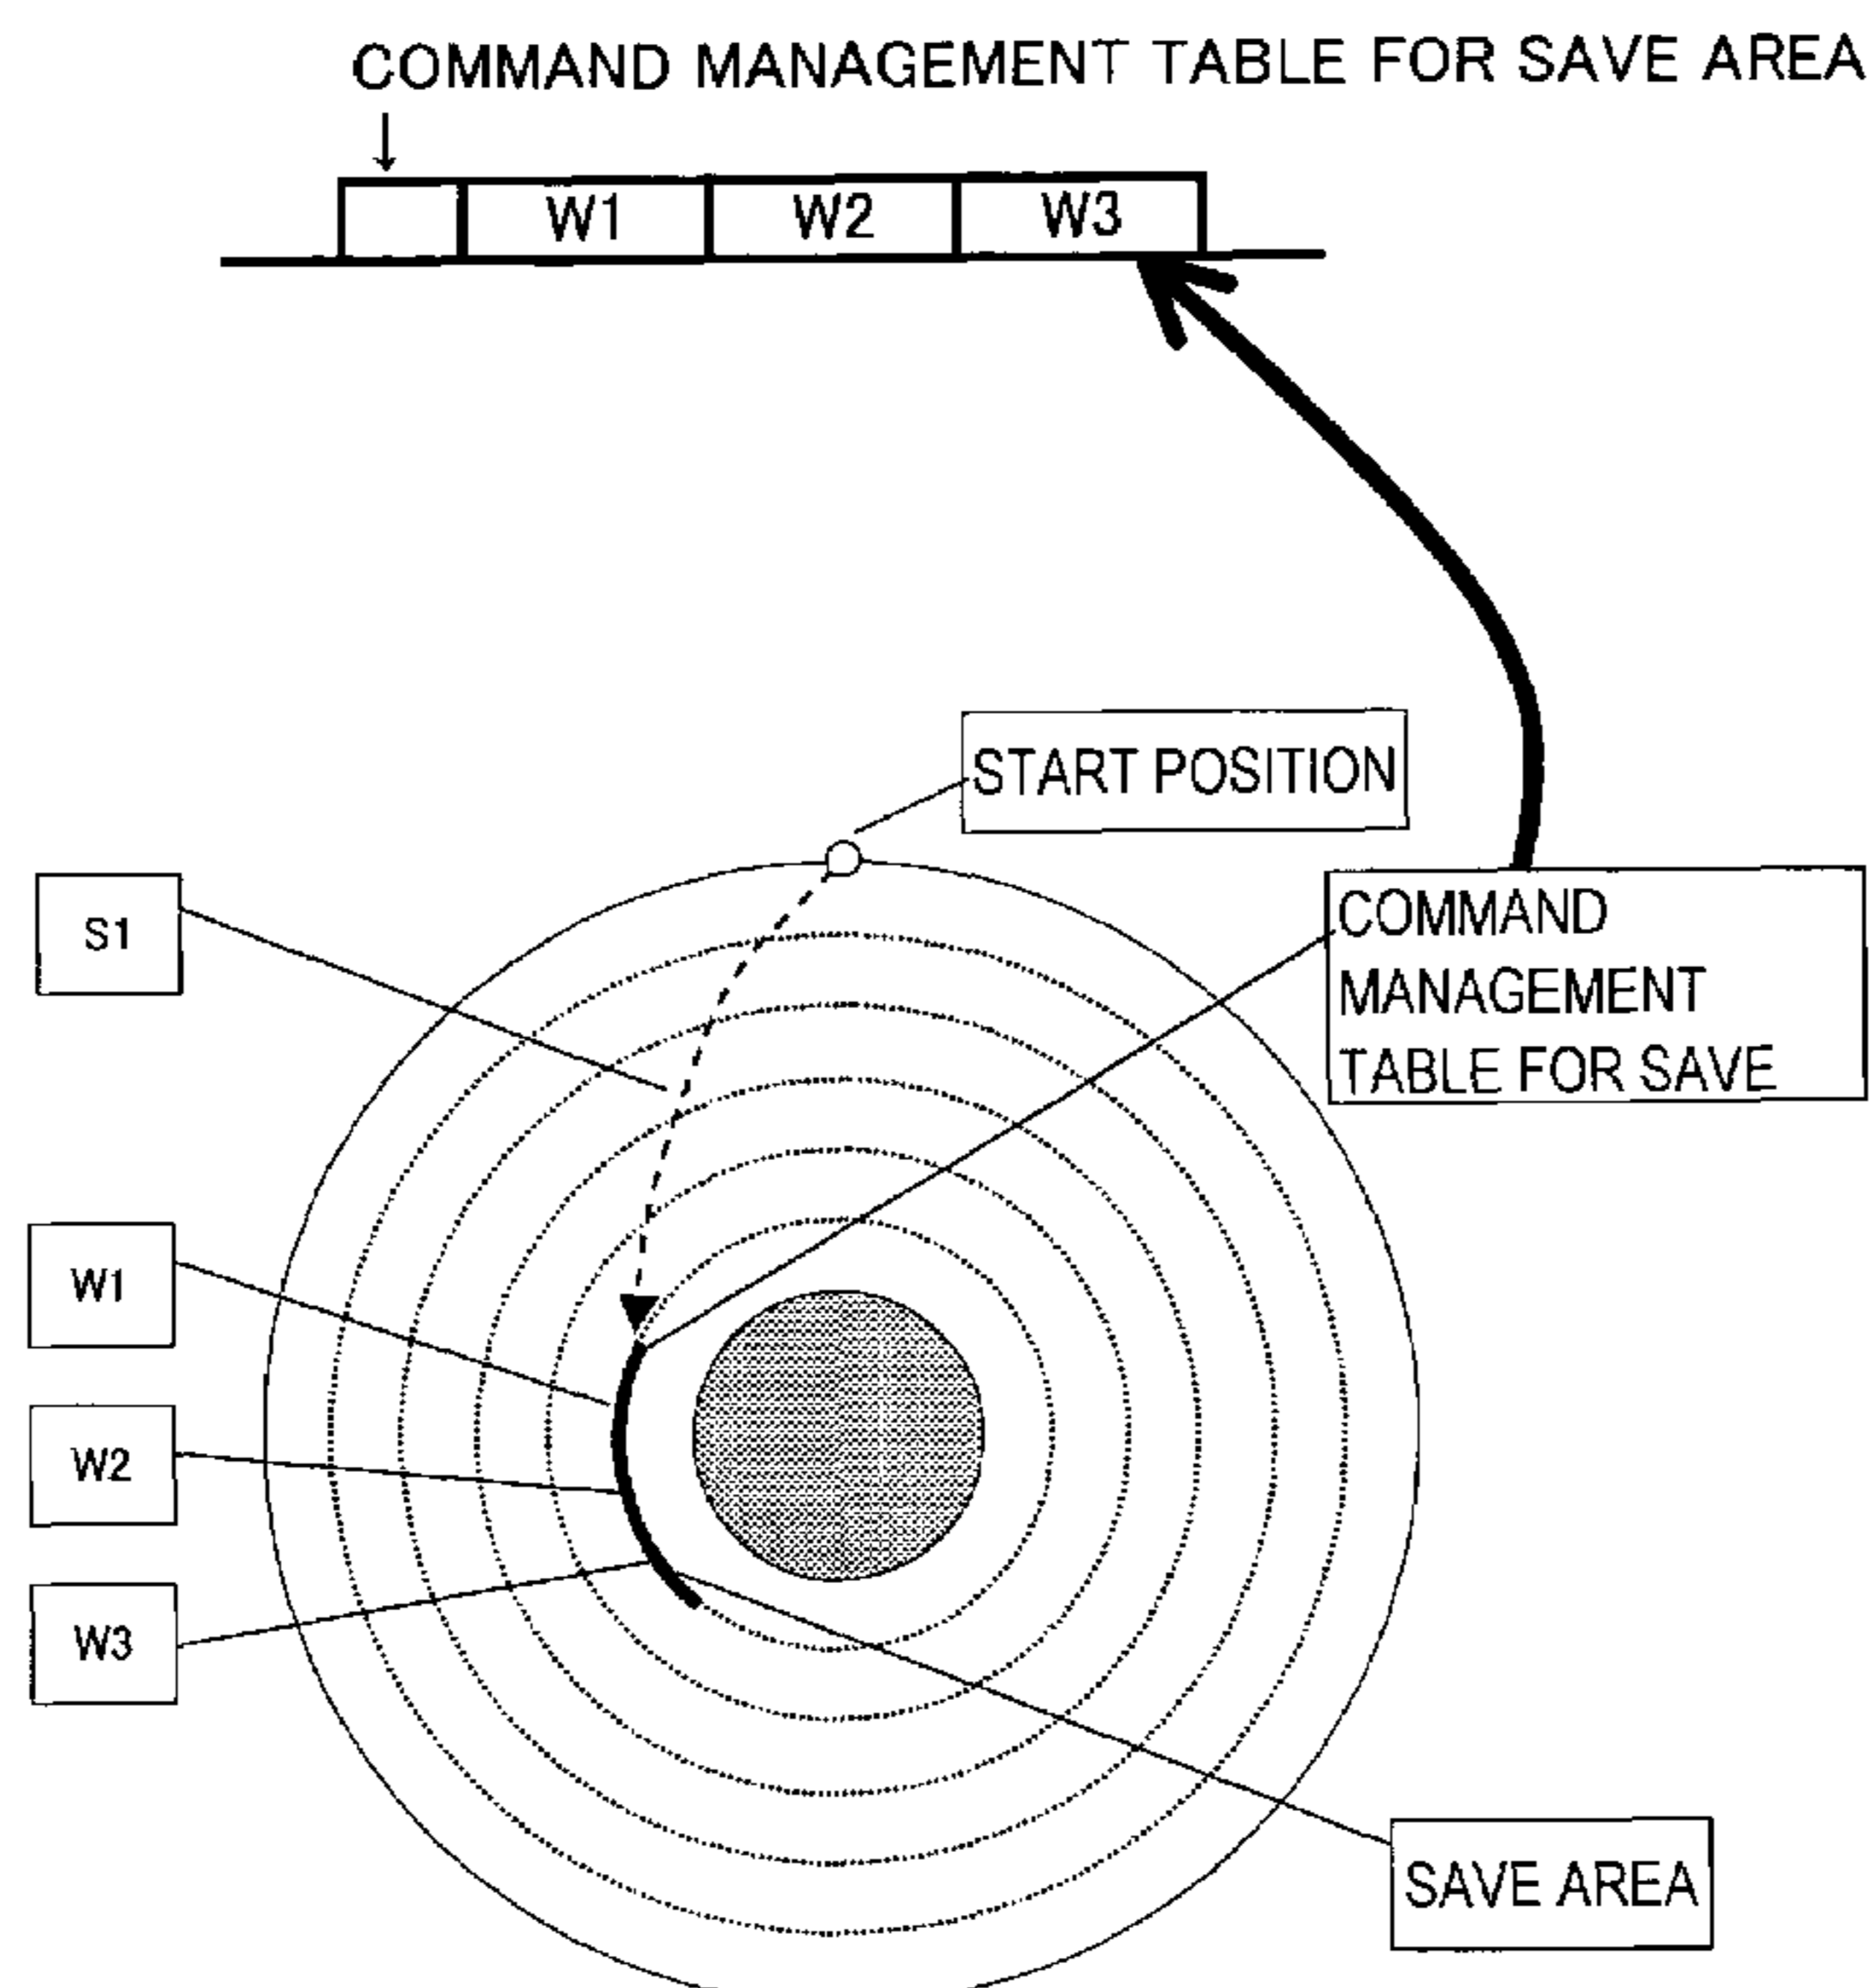 COMMAND MANAGEMENT TABLE FOR SAVE AREA
W1
W2
W3
START POSITION
S1
COMMAND
MANAGEMENT
TABLE FOR SAVE
W1
W2
W3
SAVE AREA